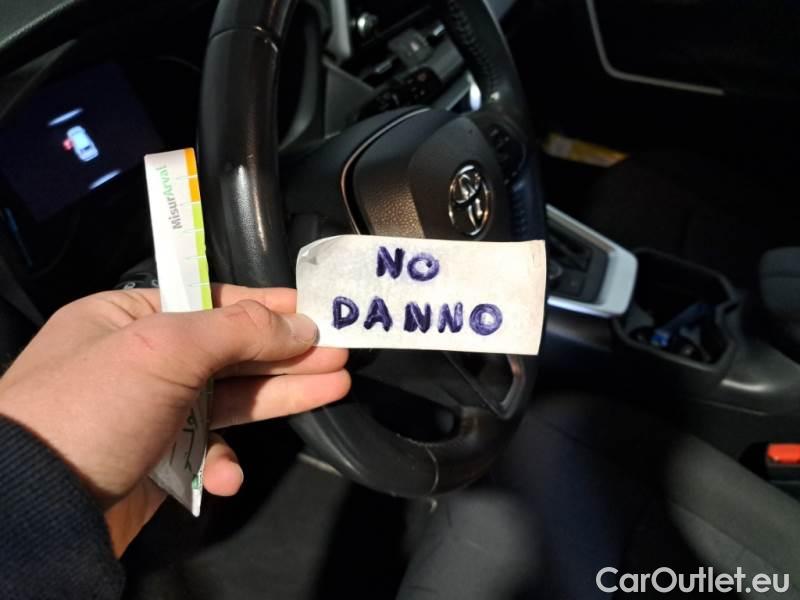 MisurArval
NO
DANNO
CarOutlet.eu